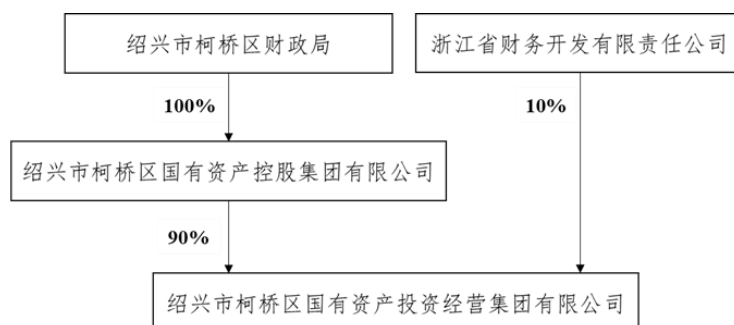 绍兴市柯桥区财政局
浙江省财务开发有限责任公司
100%
10%
绍兴市柯桥区国有资产控股集团有限公司
90%
绍兴市柯桥区国有资产投资经营集团有限公司